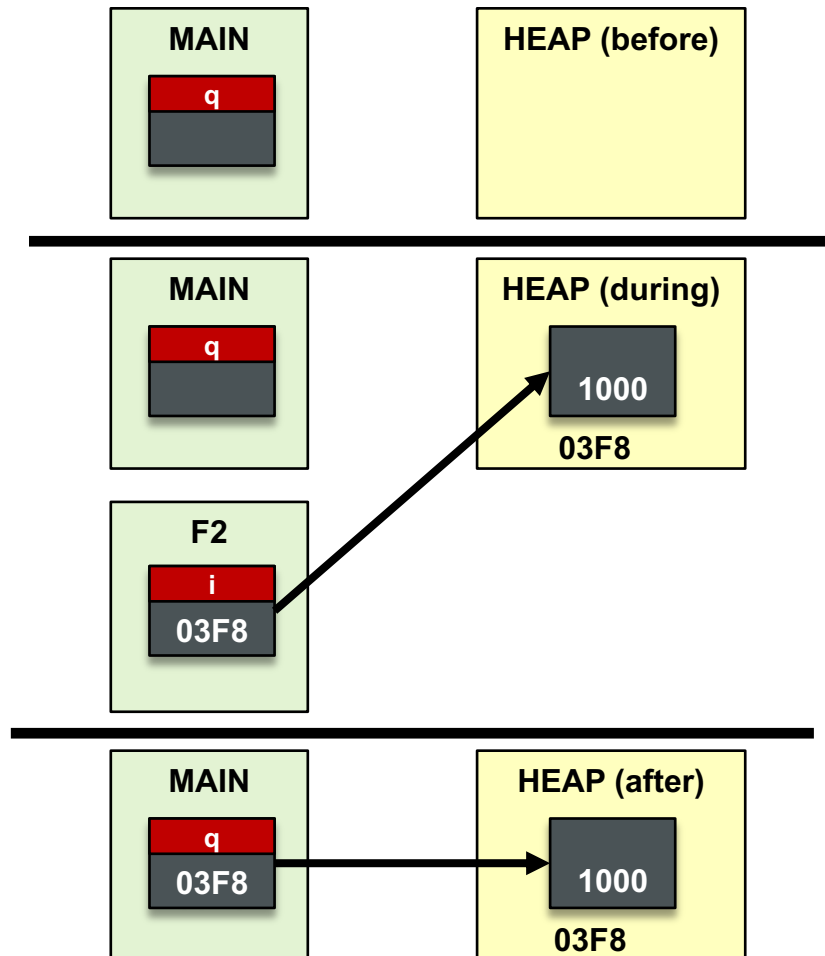 MAIN
HEAP (before)
q
MAIN
HEAP (during)
q
1000
03F8
F2
i
03F8
MAIN
HEAP (after)
q
03F8
1000
03F8